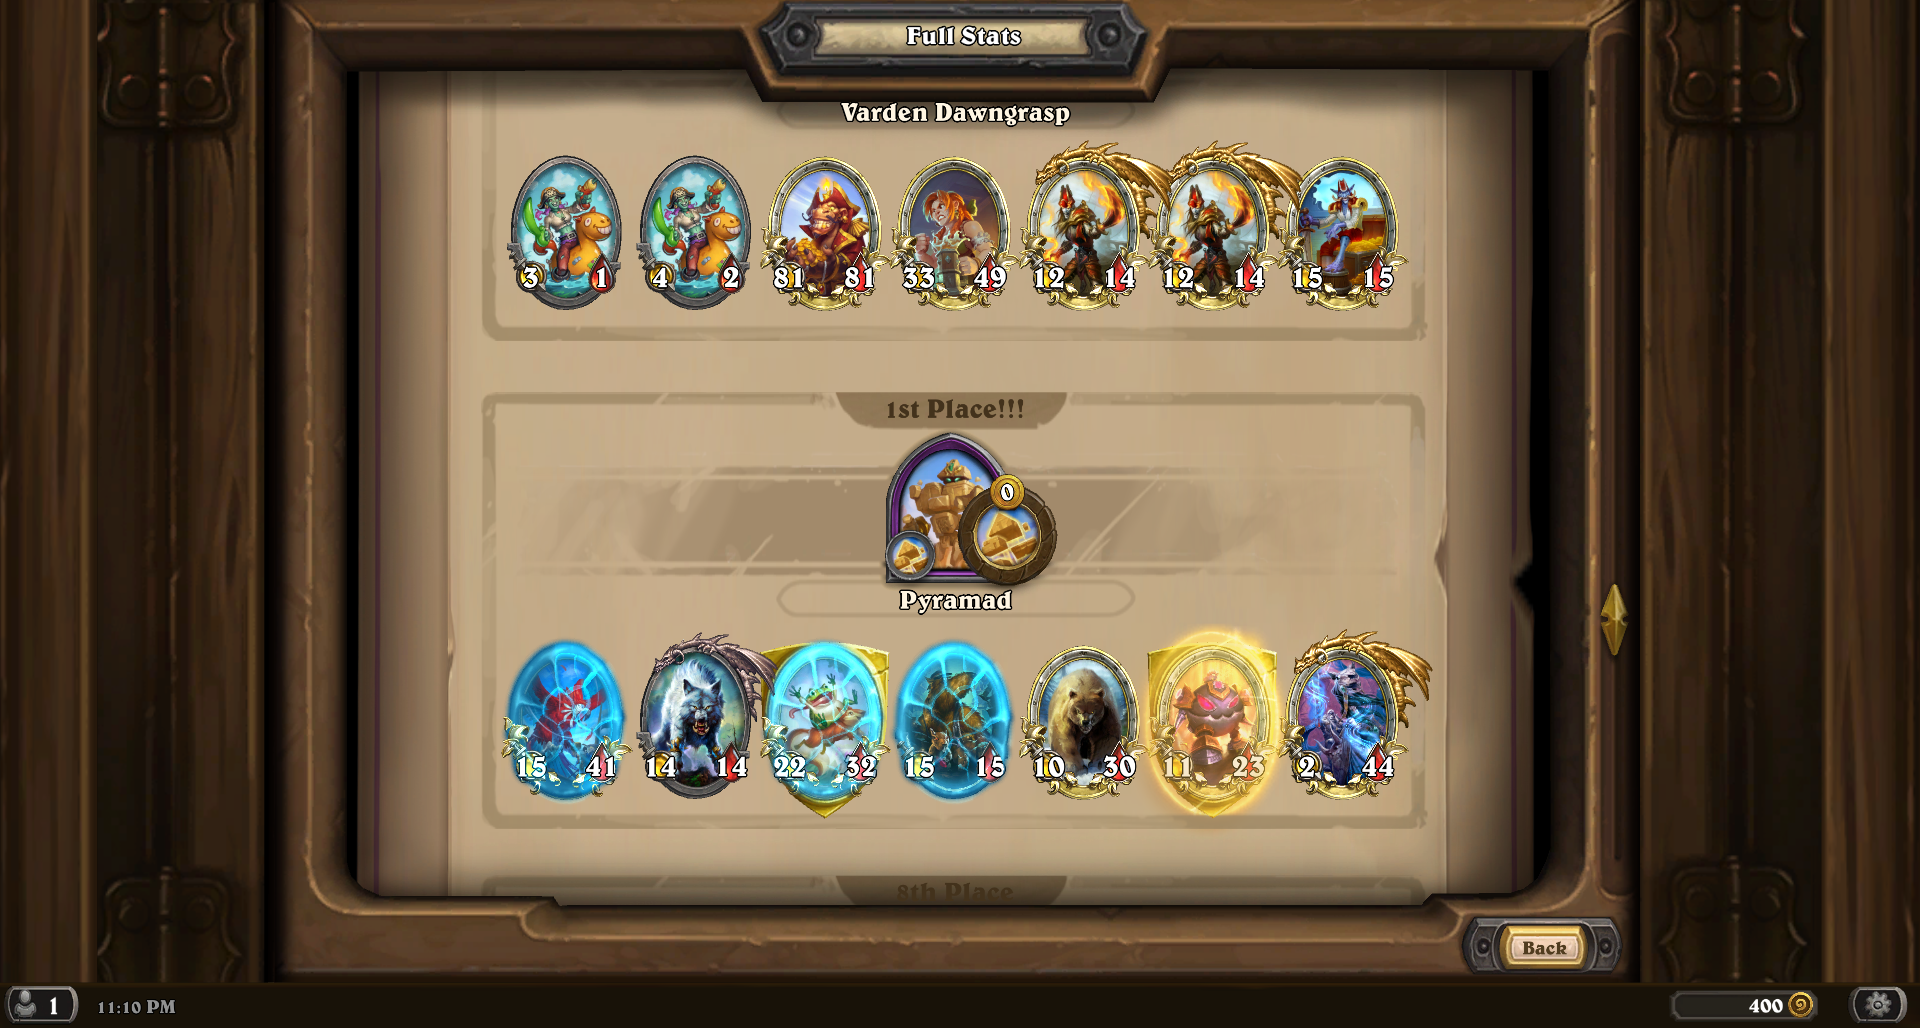 Full Stats
Varden Dawngrasp
3 1 4 2 81 81 33 49 12 14 12 14 15 15
1st Place!!!
0
Pyramad
15 41 14 14 22 32 15 15 10 30 11 23 2 44
8th Place
Back
1 11:10 PM 400